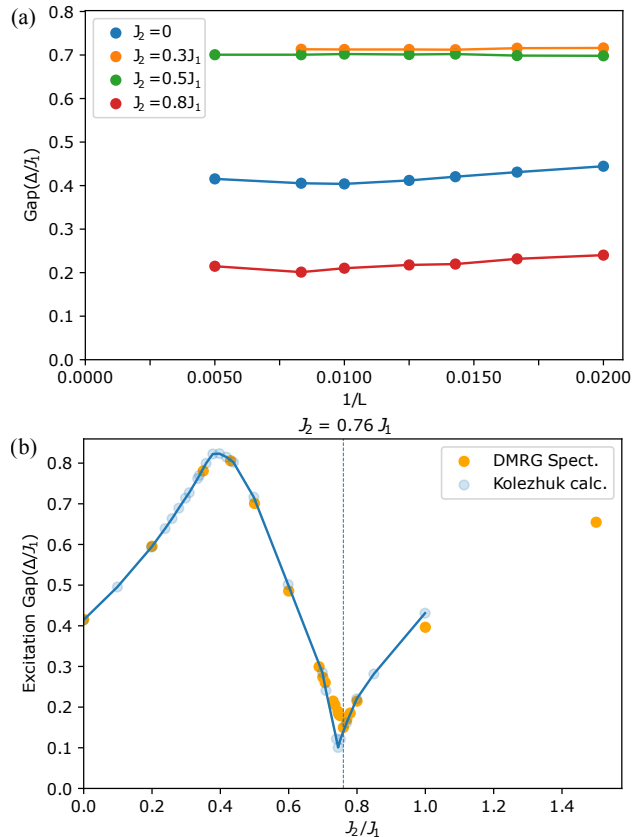 (a)
J₂ = 0
J₂ = 0.3J₁
J₂ = 0.5J₁
J₂ = 0.8J₁
Gap(Δ/J₁)
0.8
0.7
0.6
0.5
0.4
0.3
0.2
0.1
0.0
0.0000 0.0050 0.0100 0.0150 0.0200
1/L
J₂ = 0.76 J₁
(b)
DMRG Spect.
Kolezhuk calc.
Excitation Gap(Δ/J₁)
0.8
0.7
0.6
0.5
0.4
0.3
0.2
0.1
0.0
0.0 0.2 0.4 0.6 0.8 1.0 1.2 1.4
J₂/J₁